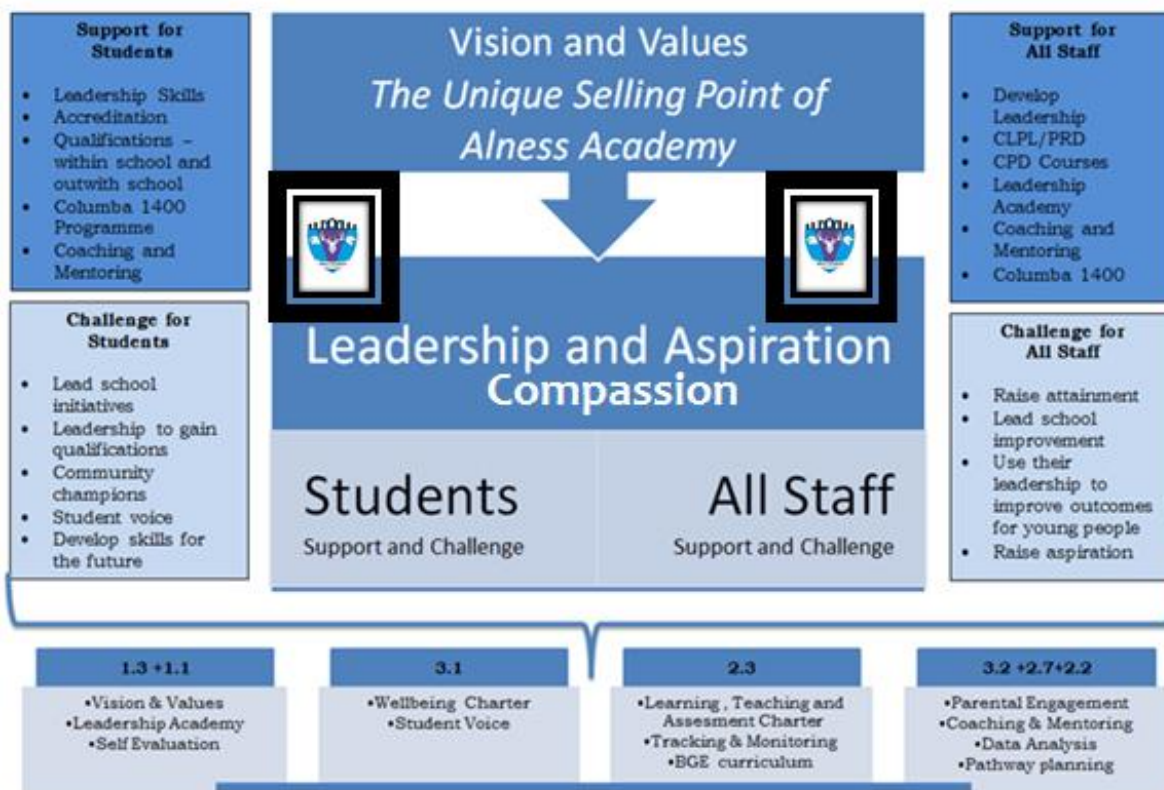 Support for
Students
• Leadership Skills
• Accreditation
• Qualifications –
within school and
outwith school
• Columba 1400
Programme
• Coaching and
Mentoring
Challenge for
Students
• Lead school
initiatives
• Leadership to gain
qualifications
• Community
champions
• Student voice
• Develop skills for
the future
Vision and Values
The Unique Selling Point of
Alness Academy
Leadership and Aspiration
Compassion
Students
Support and Challenge
All Staff
Support and Challenge
Support for
All Staff
• Develop
Leadership
• CLPL/PRD
• CPD Courses
• Leadership
Academy
• Coaching and
Mentoring
• Columba 1400
Challenge for
All Staff
• Raise attainment
• Lead school
improvement
• Use their
leadership to
improve outcomes
for young people
• Raise aspiration
1.3 +1.1
•Vision & Values
•Leadership Academy
•Self Evaluation
3.1
•Wellbeing Charter
•Student Voice
2.3
•Learning , Teaching and
Assesment Charter
•Tracking & Monitoring
•BGE curriculum
3.2 +2.7+2.2
•Parental Engagement
•Coaching & Mentoring
•Data Analysis
•Pathway planning